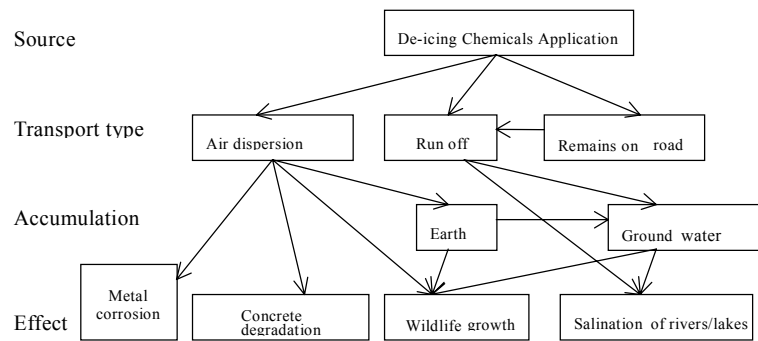 Source
De-icing Chemicals Application
Transport type
Air dispersion
Run off
Remains on road
Accumulation
Earth
Ground water
Effect
Metal
corrosion
Concrete
degradation
Wildlife growth
Salination of rivers/lakes